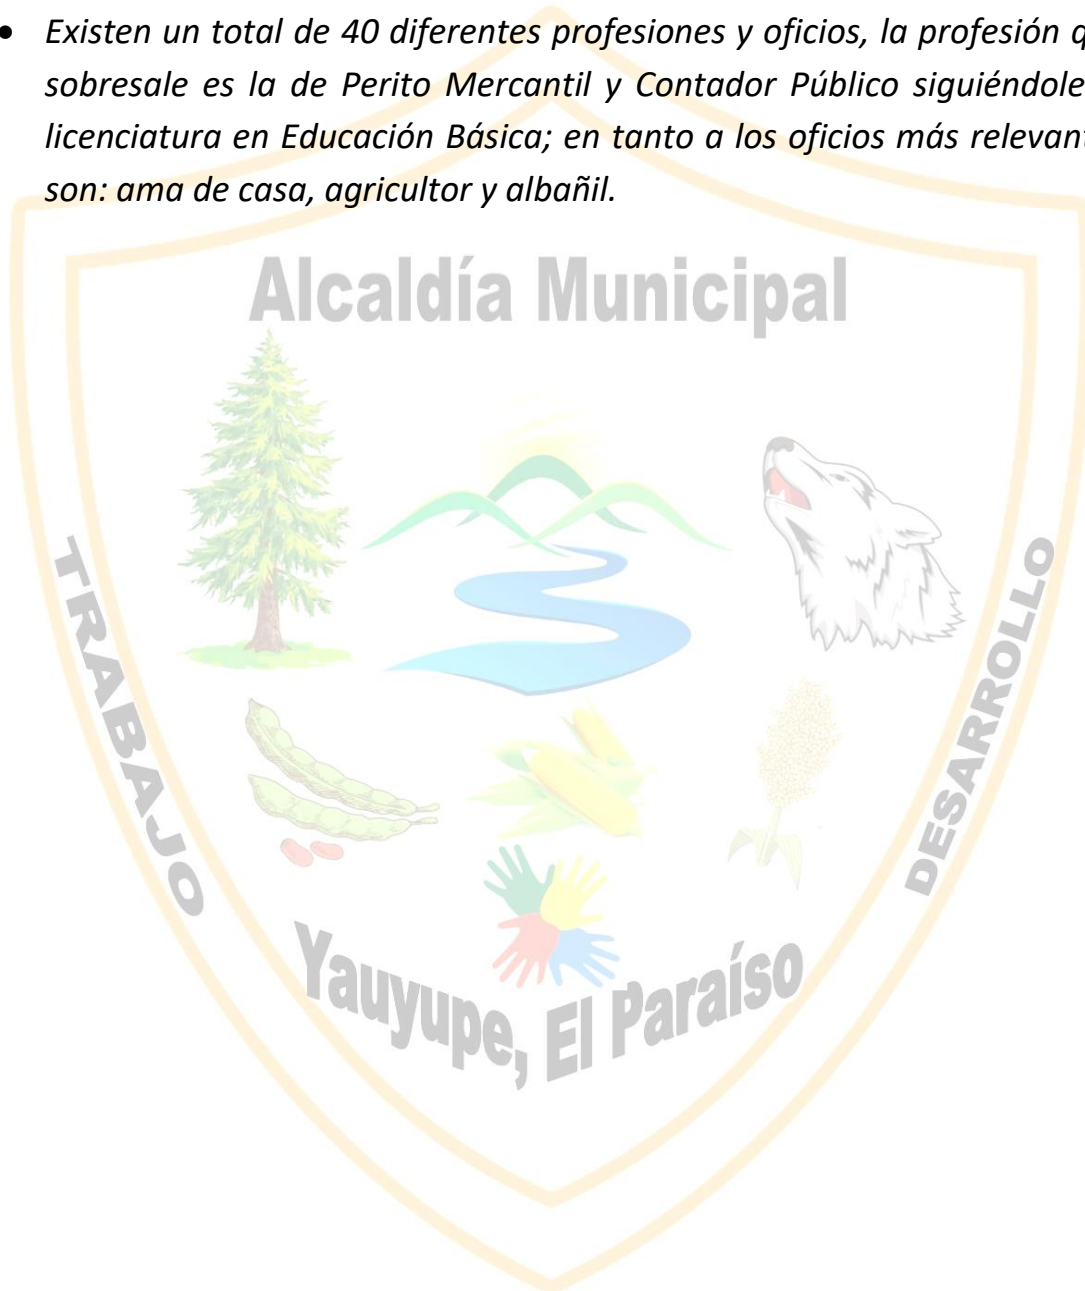 • Existen un total de 40 diferentes profesiones y oficios, la profesión q
sobresale es la de Perito Mercantil y Contador Público siguiéndole
licenciatura en Educación Básica; en tanto a los oficios más relevant
son: ama de casa, agricultor y albañil.
Alcaldía Municipal
TRABAJO
DESARROLLO
Yauyupe, El Paraíso